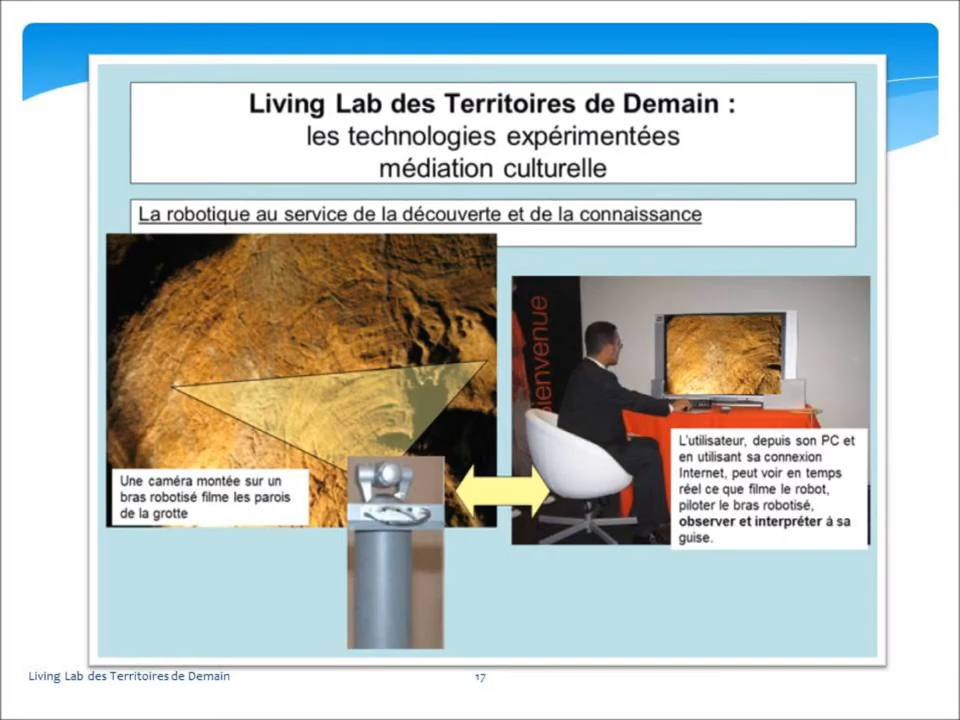 Living Lab des Territoires de Demain :
les technologies expérimentées
médiation culturelle
La robotique au service de la découverte et de la connaissance
Bienvenue
Une caméra montée sur un
bras robotisé filme les parois
de la grotte
L'utilisateur, depuis son PC et
en utilisant sa connexion
Internet, peut voir en temps
réel ce que filme le robot,
piloter le bras robotisé,
observer et interpréter à sa
guise.
Living Lab des Territoires de Demain
17